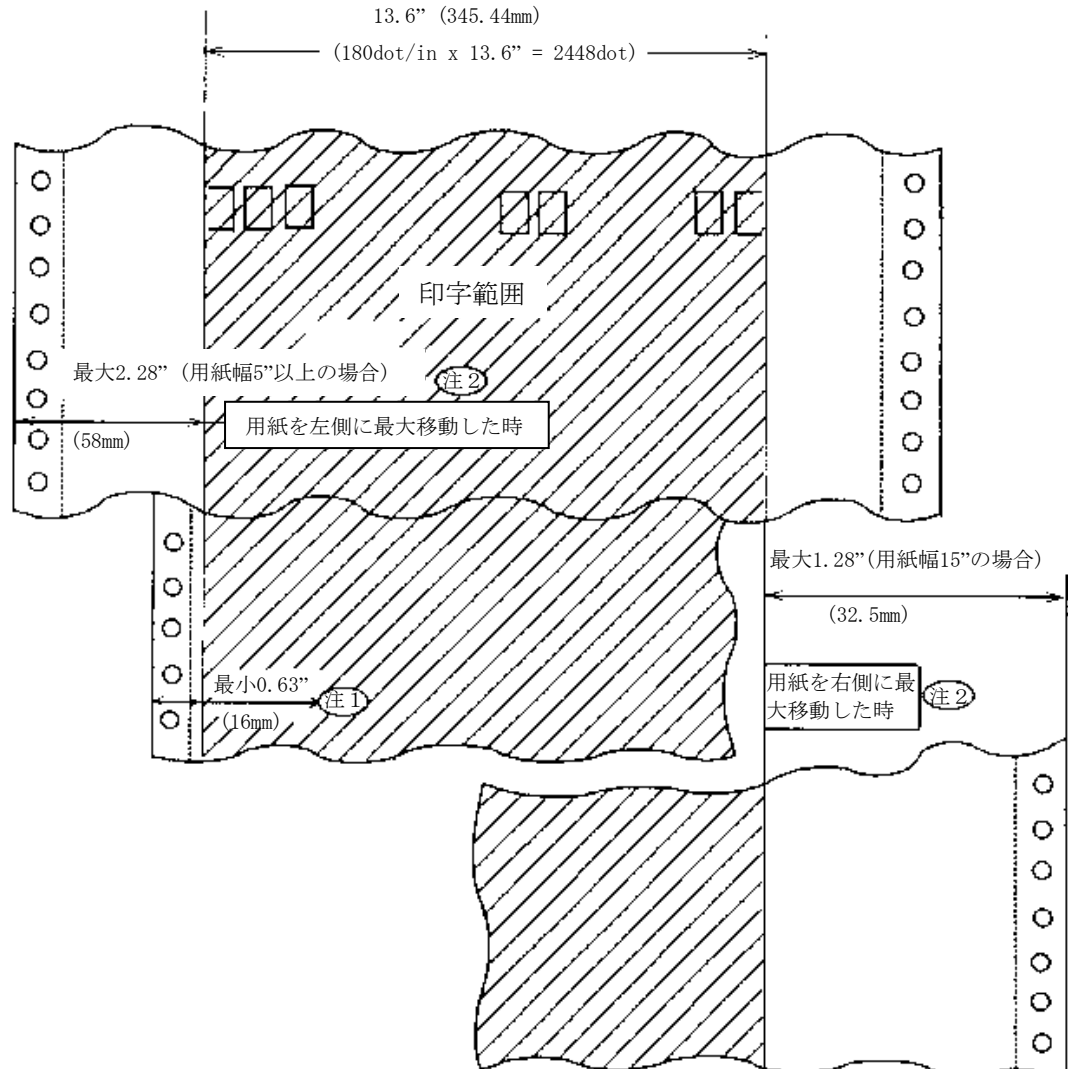 13.6” (345.44mm)
(180dot/in x 13.6” = 2448dot)
印字範囲
最大2.28” (用紙幅5”以上の場合)
注2
(58mm)
用紙を左側に最大移動した時
最大1.28”(用紙幅15”の場合)
(32.5mm)
最小0.63”
注1
(16mm)
用紙を右側に最
大移動した時
注2